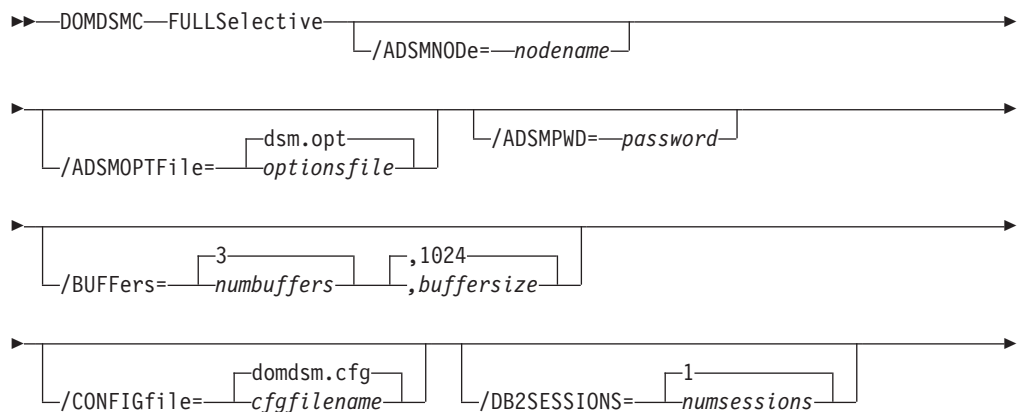 DOMDSMC FULLSelective
/ADSMNODe= nodename
dsm.opt
/ADSMOPTFile= optionsfile
/ADSMPWD= password
3 ,1024
/BUFFers= numbuffers ,buffersize
domdsm.cfg
/CONFIGfile= cfgfilename
1
/DB2SESSIONS= numsessions